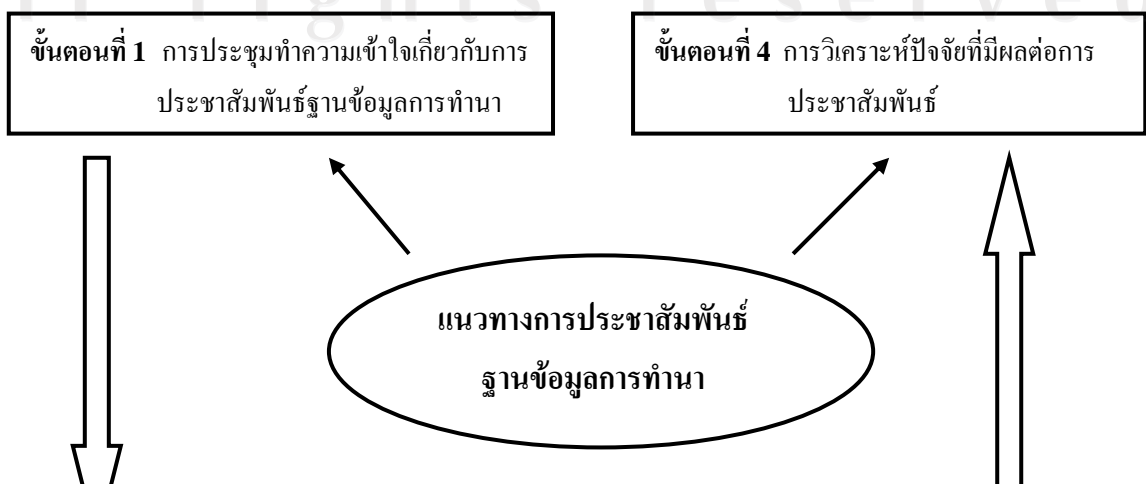 All rights reserved
ขั้นตอนที่ 1 การประชุมทำความเข้าใจเกี่ยวกับการ
ประชาสัมพันธ์ฐานข้อมูลการทำนา
ขั้นตอนที่ 4 การวิเคราะห์ปัจจัยที่มีผลต่อการ
ประชาสัมพันธ์
แนวทางการประชาสัมพันธ์
ฐานข้อมูลการทำนา